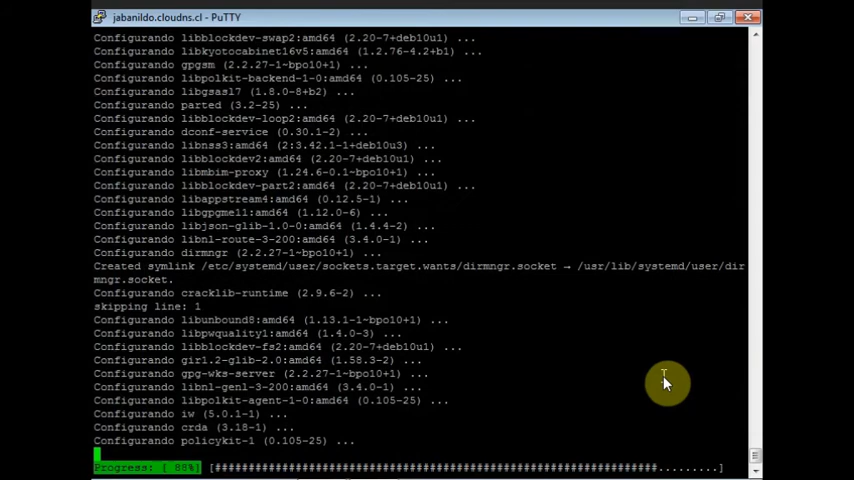 jabanildo.cloudns.cl - PuTTY
Configurando libblockdev-swap2:amd64 (2.20-7+deb10u1) ...
Configurando libkyotocabinet16v5:amd64 (1.2.76-4.2+b1) ...
Configurando gpgsm (2.2.27-1~bpo10+1) ...
Configurando libpolkit-backend-1-0:amd64 (0.105-25) ...
Configurando libgsasl7 (1.8.0-8+b2) ...
Configurando parted (3.2-25) ...
Configurando libblockdev-loop2:amd64 (2.20-7+deb10u1) ...
Configurando dconf-service (0.30.1-2) ...
Configurando libnss3:amd64 (2:3.42.1-1+deb10u3) ...
Configurando libblockdev2:amd64 (2.20-7+deb10u1) ...
Configurando libmbim-proxy (1.24.6-0.1~bpo10+1) ...
Configurando libblockdev-part2:amd64 (2.20-7+deb10u1) ...
Configurando libappstream4:amd64 (0.12.5-1) ...
Configurando libgpgme11:amd64 (1.12.0-6) ...
Configurando libjson-glib-1.0-0:amd64 (1.4.4-2) ...
Configurando libnl-route-3-200:amd64 (3.4.0-1) ...
Configurando dirmngr (2.2.27-1~bpo10+1) ...
Created symlink /etc/systemd/user/sockets.target.wants/dirmngr.socket → /usr/lib/systemd/user/dir
mngr.socket.
Configurando cracklib-runtime (2.9.6-2) ...
skipping line: 1
Configurando libunbound8:amd64 (1.13.1-1~bpo10+1) ...
Configurando libpwquality1:amd64 (1.4.0-3) ...
Configurando libblockdev-fs2:amd64 (2.20-7+deb10u1) ...
Configurando gir1.2-glib-2.0:amd64 (1.58.3-2) ...
Configurando gpg-wks-server (2.2.27-1~bpo10+1) ...
Configurando libnl-genl-3-200:amd64 (3.4.0-1) ...
Configurando libpolkit-agent-1-0:amd64 (0.105-25) ...
Configurando iw (5.0.1-1) ...
Configurando crda (3.18-1) ...
Configurando policykit-1 (0.105-25) ...
Progress: [ 88%] [##################################################################.........]